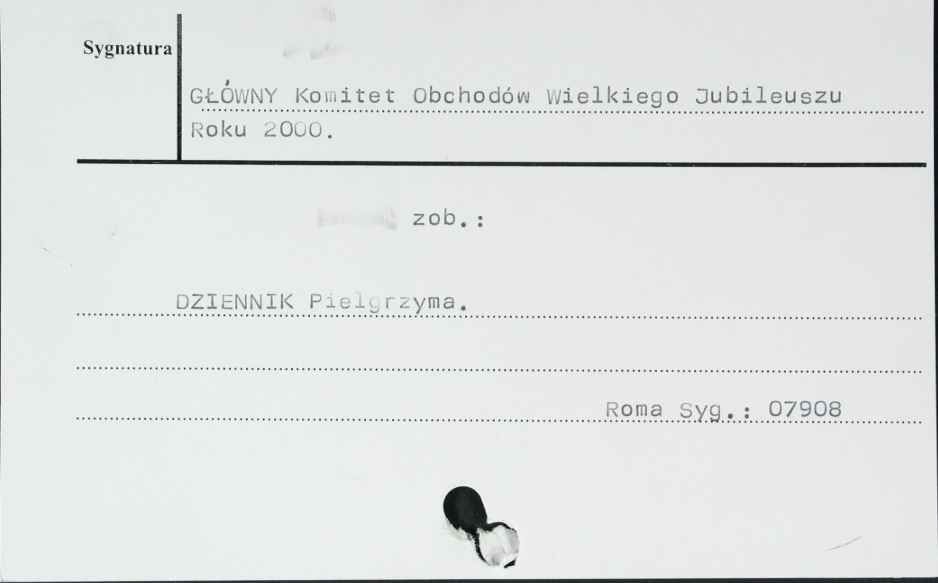 Sygnatura
GŁÓWNY Komitet Obchodów Wielkiego Jubileuszu
Roku 2000.
zob.:
DZIENNIK Pielgrzyma.
Roma Syg.: 07908